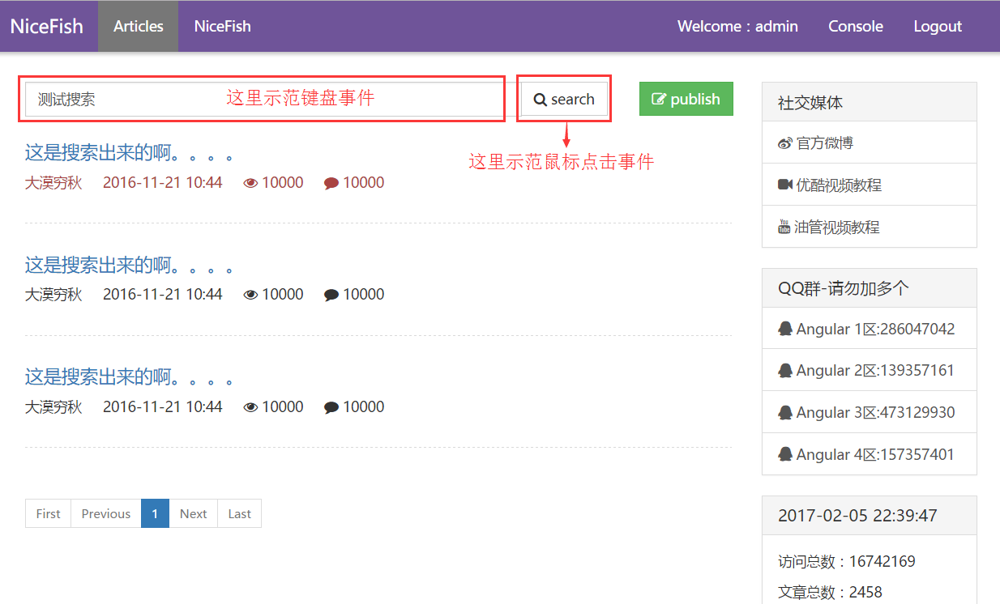 NiceFish Articles NiceFish Welcome : admin Console Logout
测试搜索 这里示范键盘事件 search publish
这里示范鼠标点击事件
这是搜索出来的啊。。。。
大漠穷秋 2016-11-21 10:44 10000 10000
这是搜索出来的啊。。。。
大漠穷秋 2016-11-21 10:44 10000 10000
这是搜索出来的啊。。。。
大漠穷秋 2016-11-21 10:44 10000 10000
First Previous 1 Next Last
社交媒体
官方微博
优酷视频教程
You Tube 油管视频教程
QQ群-请勿加多个
Angular 1区:286047042
Angular 2区:139357161
Angular 3区:473129930
Angular 4区:157357401
2017-02-05 22:39:47
访问总数：16742169
文章总数：2458